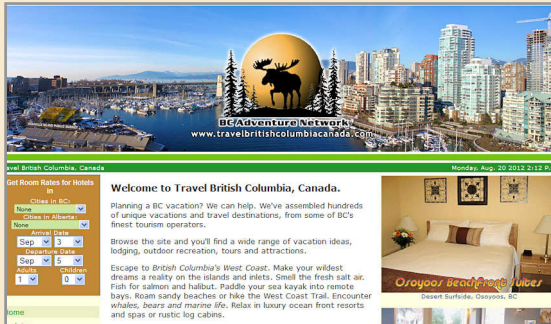 BC Adventure Network
www.travelbritishcolumbiacanada.com
avel British Columbia, Canada
Monday, Aug. 20 2012 2:12 P.
Get Room Rates for Hotels
in
Cities in BC:
None
Cities in Alberta:
None
Arrival Date
Sep 3
Departure Date
Sep 5
Adults Children
1 0
ome
Welcome to Travel British Columbia, Canada.
Planning a BC vacation? We can help. We've assembled hundreds
of unique vacations and travel destinations, from some of BC's
finest tourism operators.
Browse the site and you'll find a wide range of vacation ideas,
lodging, outdoor recreation, tours and attractions.
Escape to British Columbia's West Coast. Make your wildest
dreams a reality on the islands and inlets. Smell the fresh salt air.
Fish for salmon and halibut. Paddle your sea kayak into remote
bays. Roam sandy beaches or hike the West Coast Trail. Encounter
whales, bears and marine life. Relax in luxury ocean front resorts
and spas or rustic log cabins.
Osoyoos BeachFront Suites
Desert Surfside, Osoyoos, BC